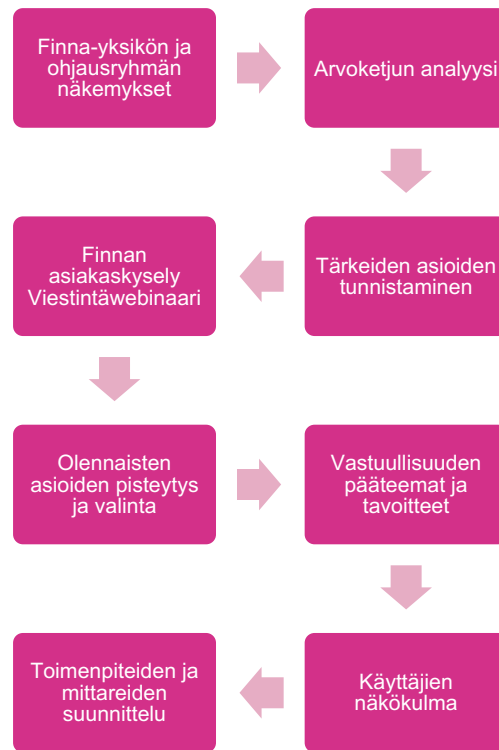 Finna-yksikön ja
ohjausryhmän
näkemykset
Arvoketjun analyysi
Tärkeiden asioiden
tunnistaminen
Finnan
asiakaskysely
Viestintäwebinaari
Olennaisten
asioiden pisteytys
ja valinta
Vastuullisuuden
pääteemat ja
tavoitteet
Käyttäjien
näkökulma
Toimenpiteiden ja
mittareiden
suunnittelu